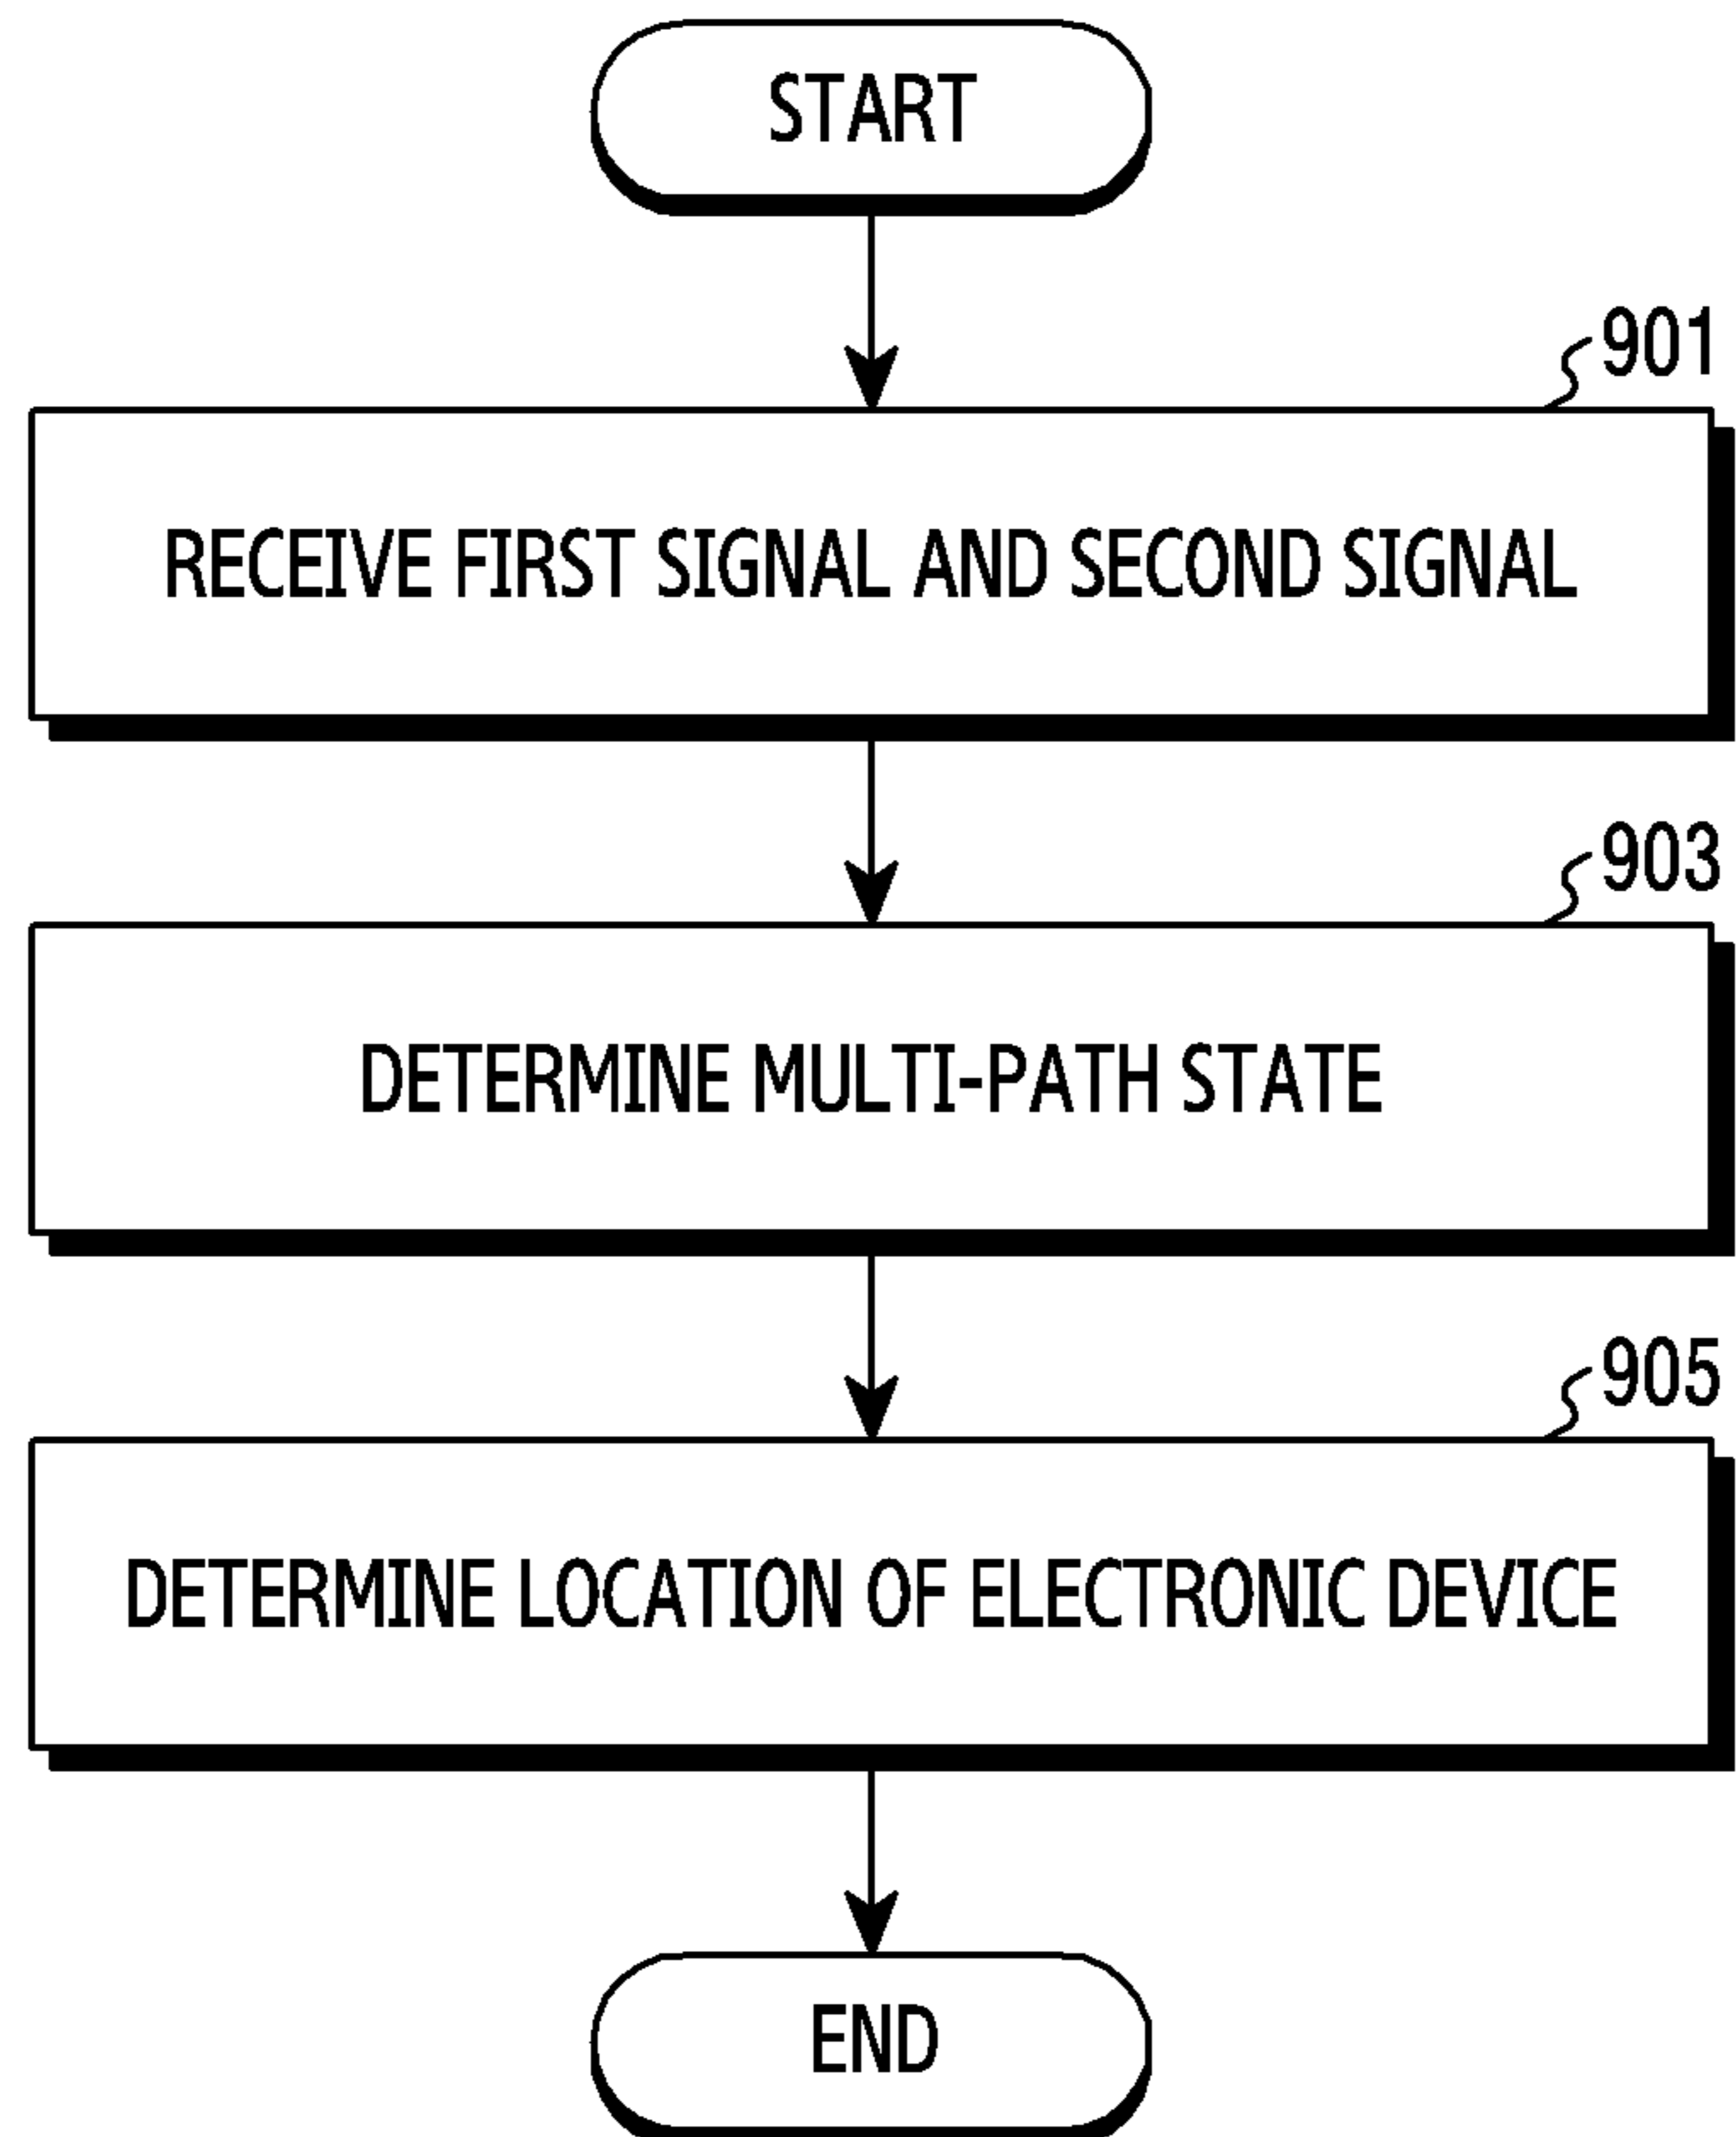 START
901
RECEIVE FIRST SIGNAL AND SECOND SIGNAL
903
DETERMINE MULTI-PATH STATE
905
DETERMINE LOCATION OF ELECTRONIC DEVICE
END